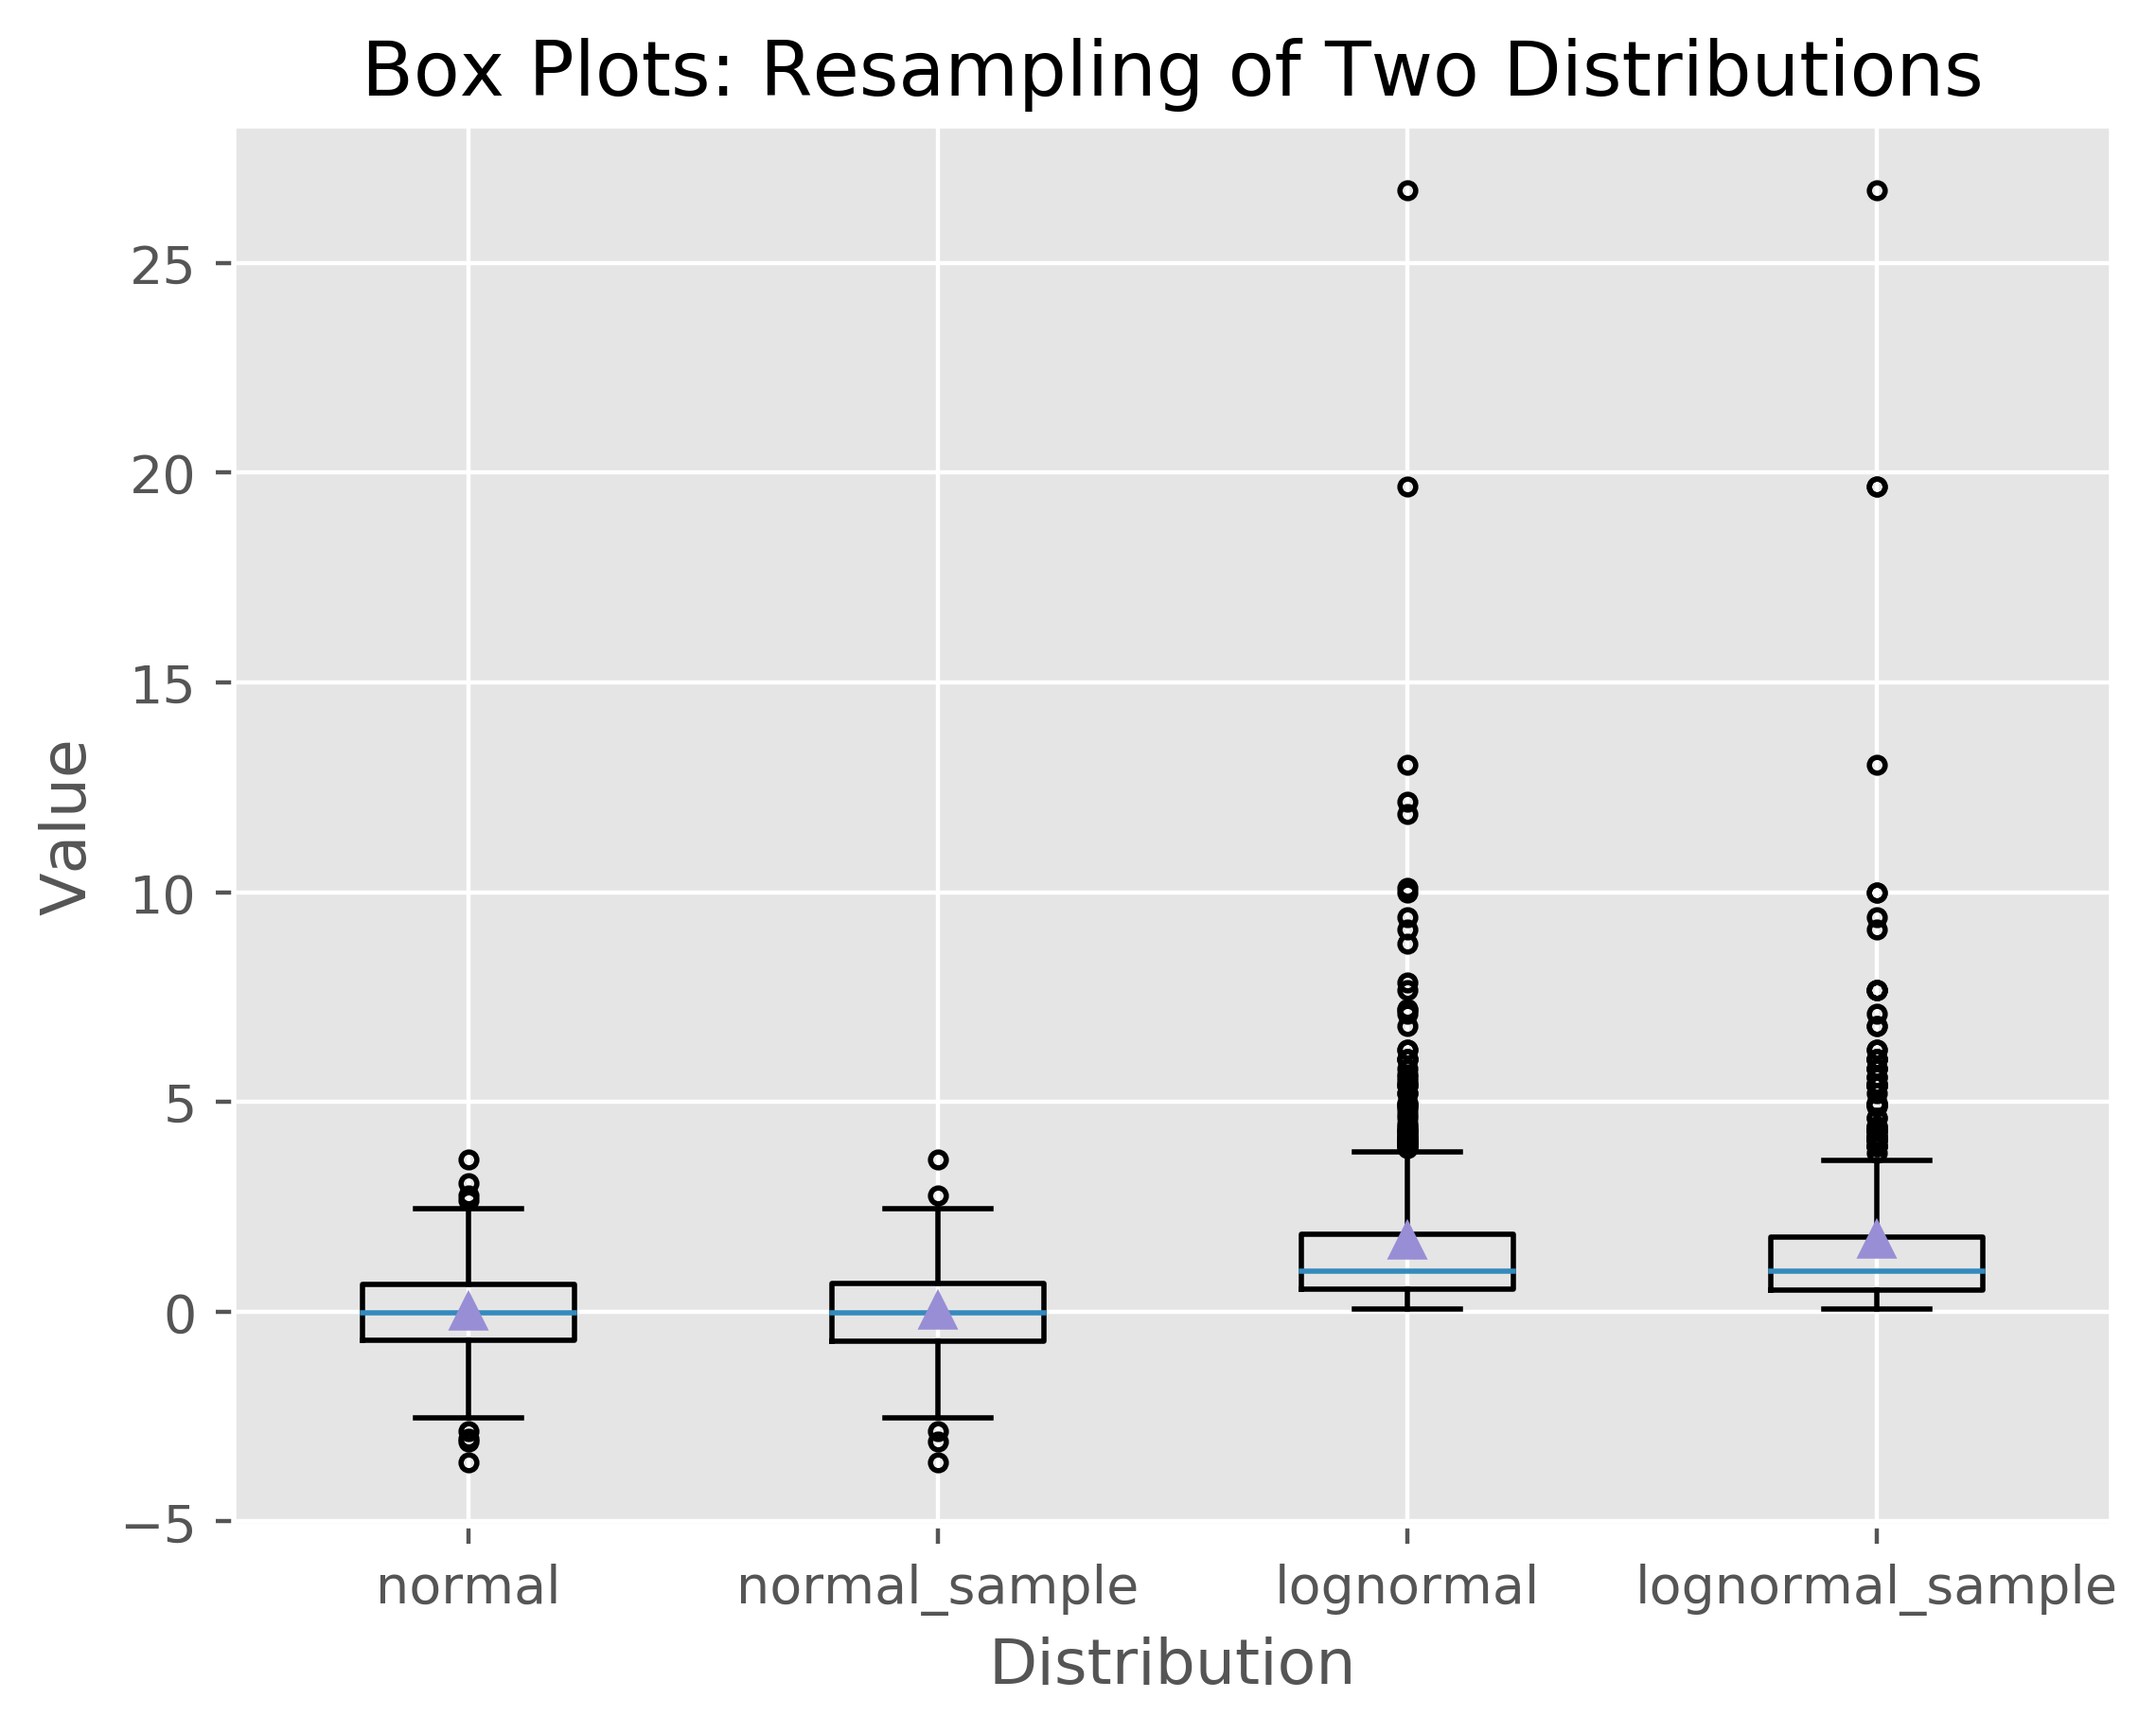 Box Plots: Resampling of Two Distributions
25
20
15
10
5
0
−5
Value
normal normal_sample lognormal lognormal_sample
Distribution